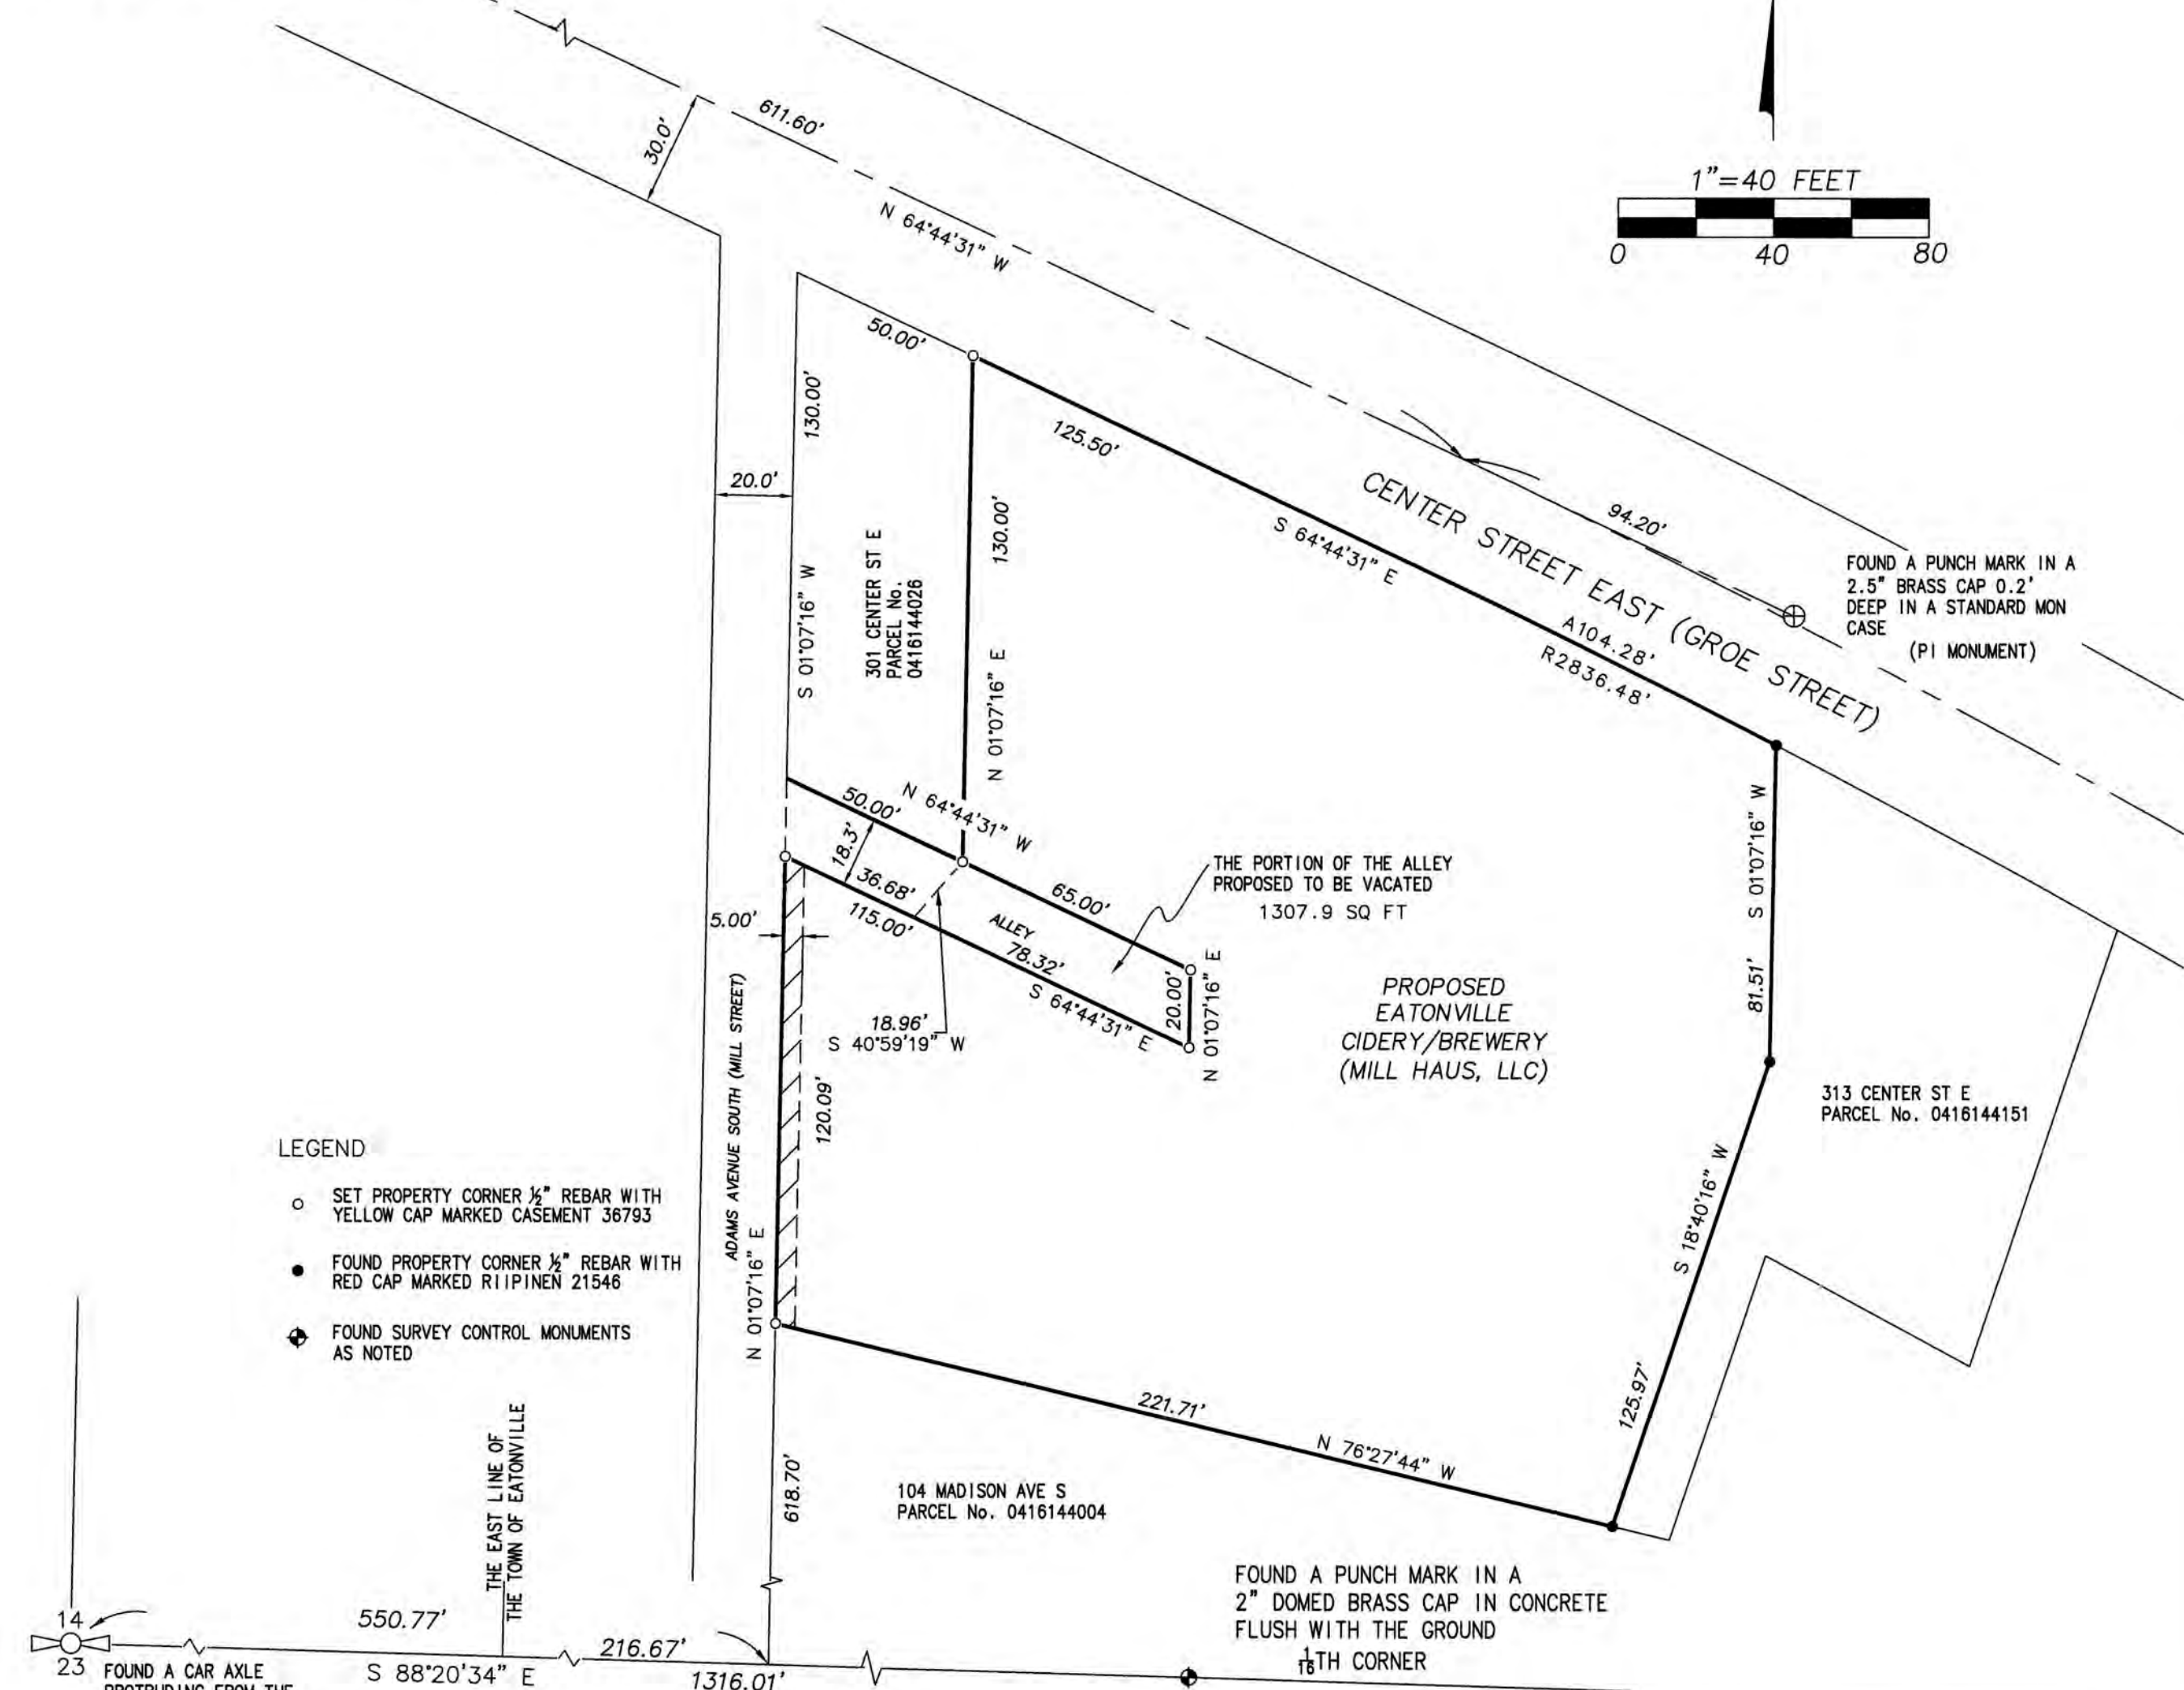 611.60'
30.0'
N 64°44'31" W
1"=40 FEET
0 40 80
50.00'
130.00'
20.0'
125.50'
130.00'
S 01°07'16" W
301 CENTER ST E
PARCEL No.
0416144026
N 01°07'16" E
S 64°44'31" E
CENTER STREET EAST (GROE STREET)
94.20'
A104.28'
R2836.48'
FOUND A PUNCH MARK IN A
2.5" BRASS CAP 0.2'
DEEP IN A STANDARD MON
CASE
(PI MONUMENT)
50.00'
N 64°44'31" W
18.3'
36.68'
115.00'
65.00'
ALLEY
78.32'
S 64°44'31" E
20.00'
N 01°07'16" E
THE PORTION OF THE ALLEY
PROPOSED TO BE VACATED
1307.9 SQ FT
S 01°07'16" W
81.51'
5.00'
18.96'
S 40°59'19" W
PROPOSED
EATONVILLE
CIDERY/BREWERY
(MILL HAUS, LLC)
313 CENTER ST E
PARCEL No. 0416144151
ADAMS AVENUE SOUTH (MILL STREET)
120.09'
N 01°07'16" E
S 18°40'16" W
125.97'
LEGEND
SET PROPERTY CORNER ½" REBAR WITH
YELLOW CAP MARKED CASEMENT 36793
FOUND PROPERTY CORNER ½" REBAR WITH
RED CAP MARKED RIIPINEN 21546
FOUND SURVEY CONTROL MONUMENTS
AS NOTED
221.71'
N 76°27'44" W
618.70'
104 MADISON AVE S
PARCEL No. 0416144004
THE EAST LINE OF
THE TOWN OF EATONVILLE
FOUND A PUNCH MARK IN A
2" DOMED BRASS CAP IN CONCRETE
FLUSH WITH THE GROUND
1/16TH CORNER
14
23
550.77'
S 88°20'34" E
216.67'
1316.01'
FOUND A CAR AXLE
PROTRUDING FROM THE